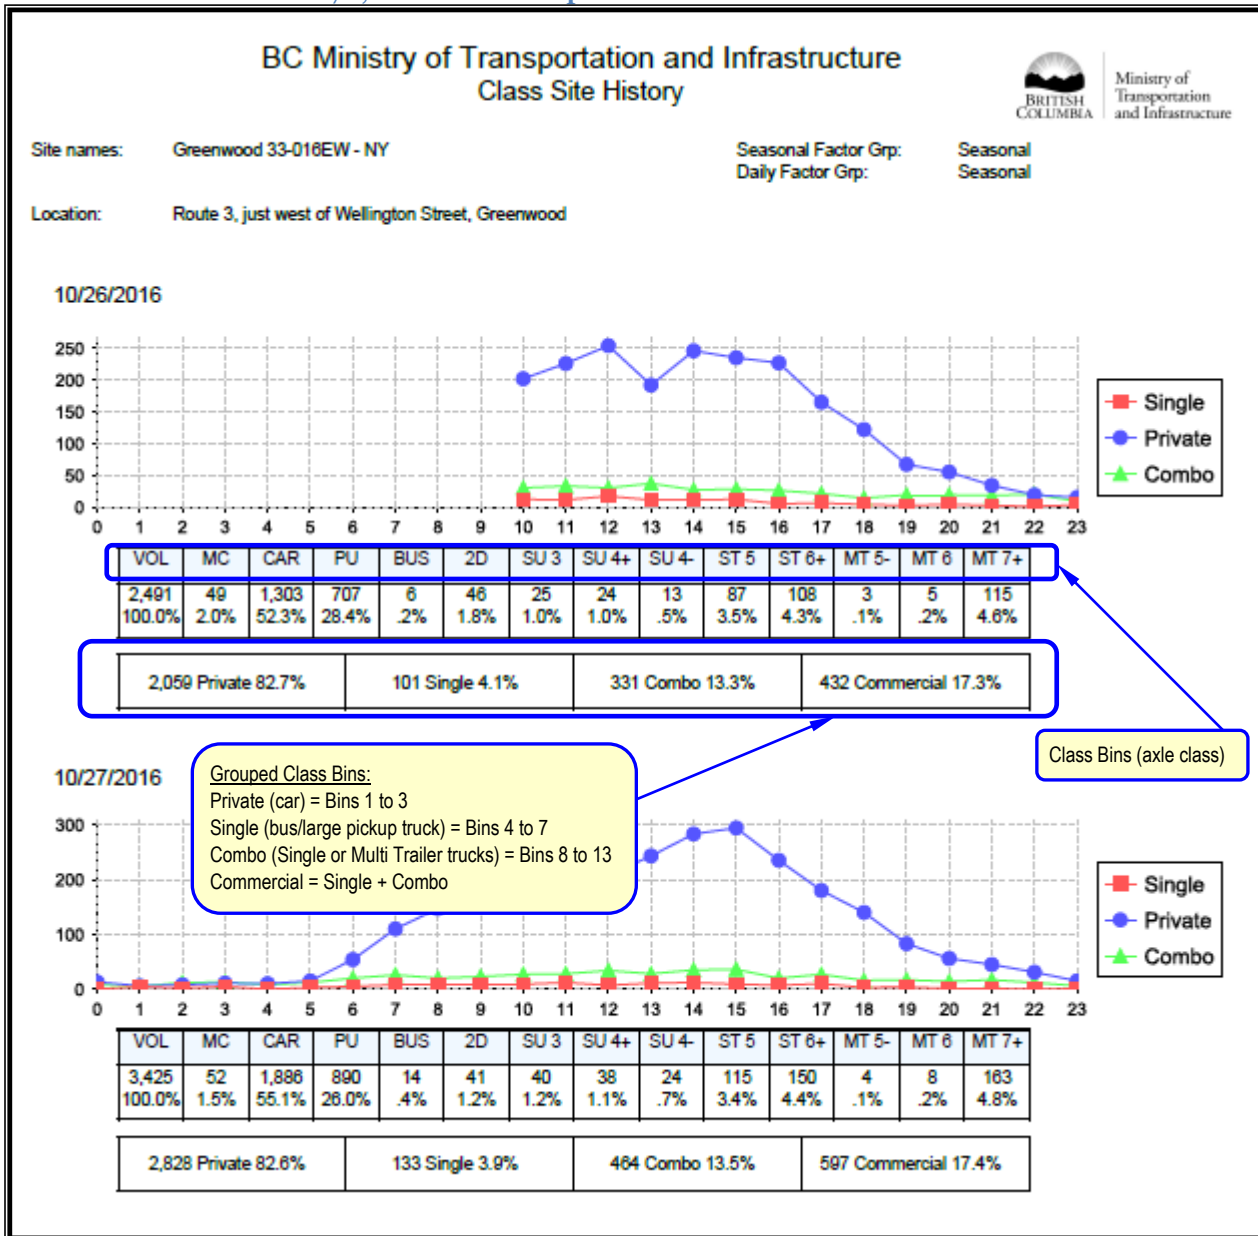 BC Ministry of Transportation and Infrastructure
Class Site History
BRITISH
COLUMBIA
Ministry of
Transportation
and Infrastructure
Site names: Greenwood 33-016EW - NY
Seasonal Factor Grp: Seasonal
Daily Factor Grp: Seasonal
Location: Route 3, just west of Wellington Street, Greenwood
10/26/2016
250
200
150
100
50
0
0 1 2 3 4 5 6 7 8 9 10 11 12 13 14 15 16 17 18 19 20 21 22 23
Single
Private
Combo
VOL MC CAR PU BUS 2D SU 3 SU 4+ SU 4- ST 5 ST 6+ MT 5- MT 6 MT 7+
2,491 49 1,303 707 6 46 25 24 13 87 108 3 5 115
100.0% 2.0% 52.3% 28.4% .2% 1.8% 1.0% 1.0% .5% 3.5% 4.3% .1% .2% 4.6%
2,059 Private 82.7% 101 Single 4.1% 331 Combo 13.3% 432 Commercial 17.3%
Class Bins (axle class)
10/27/2016
Grouped Class Bins:
Private (car) = Bins 1 to 3
Single (bus/large pickup truck) = Bins 4 to 7
Combo (Single or Multi Trailer trucks) = Bins 8 to 13
Commercial = Single + Combo
300
200
100
0
0 1 2 3 4 5 6 7 8 9 10 11 12 13 14 15 16 17 18 19 20 21 22 23
Single
Private
Combo
VOL MC CAR PU BUS 2D SU 3 SU 4+ SU 4- ST 5 ST 6+ MT 5- MT 6 MT 7+
3,425 52 1,886 890 14 41 40 38 24 115 150 4 8 163
100.0% 1.5% 55.1% 26.0% .4% 1.2% 1.2% 1.1% .7% 3.4% 4.4% .1% .2% 4.8%
2,828 Private 82.6% 133 Single 3.9% 464 Combo 13.5% 597 Commercial 17.4%